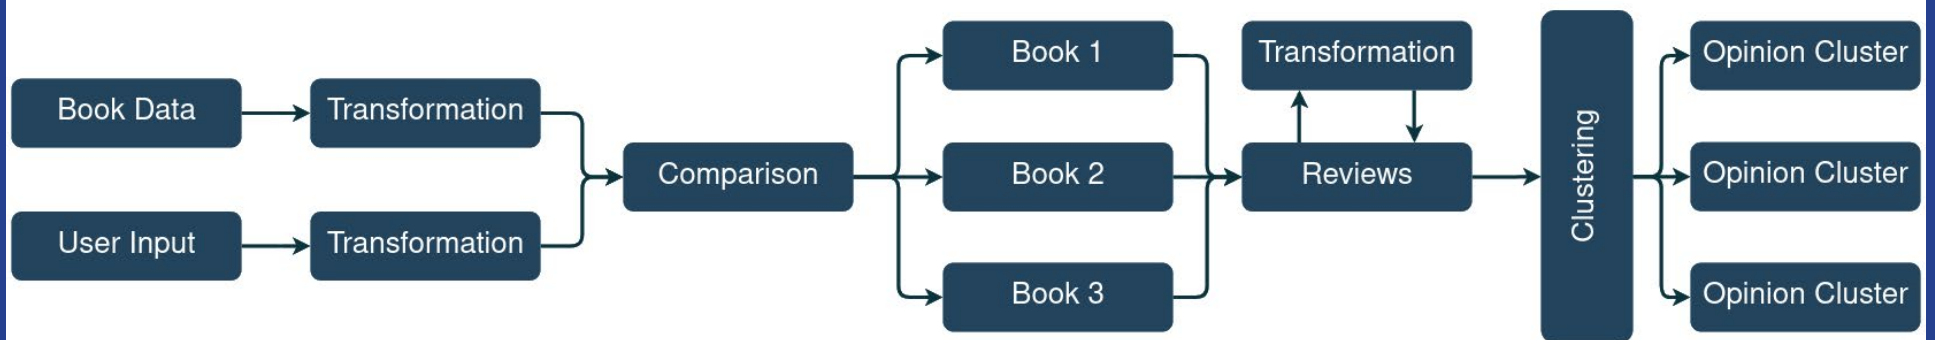 Book Data
Transformation
User Input
Transformation
Comparison
Book 1
Book 2
Book 3
Transformation
Reviews
Clustering
Opinion Cluster
Opinion Cluster
Opinion Cluster